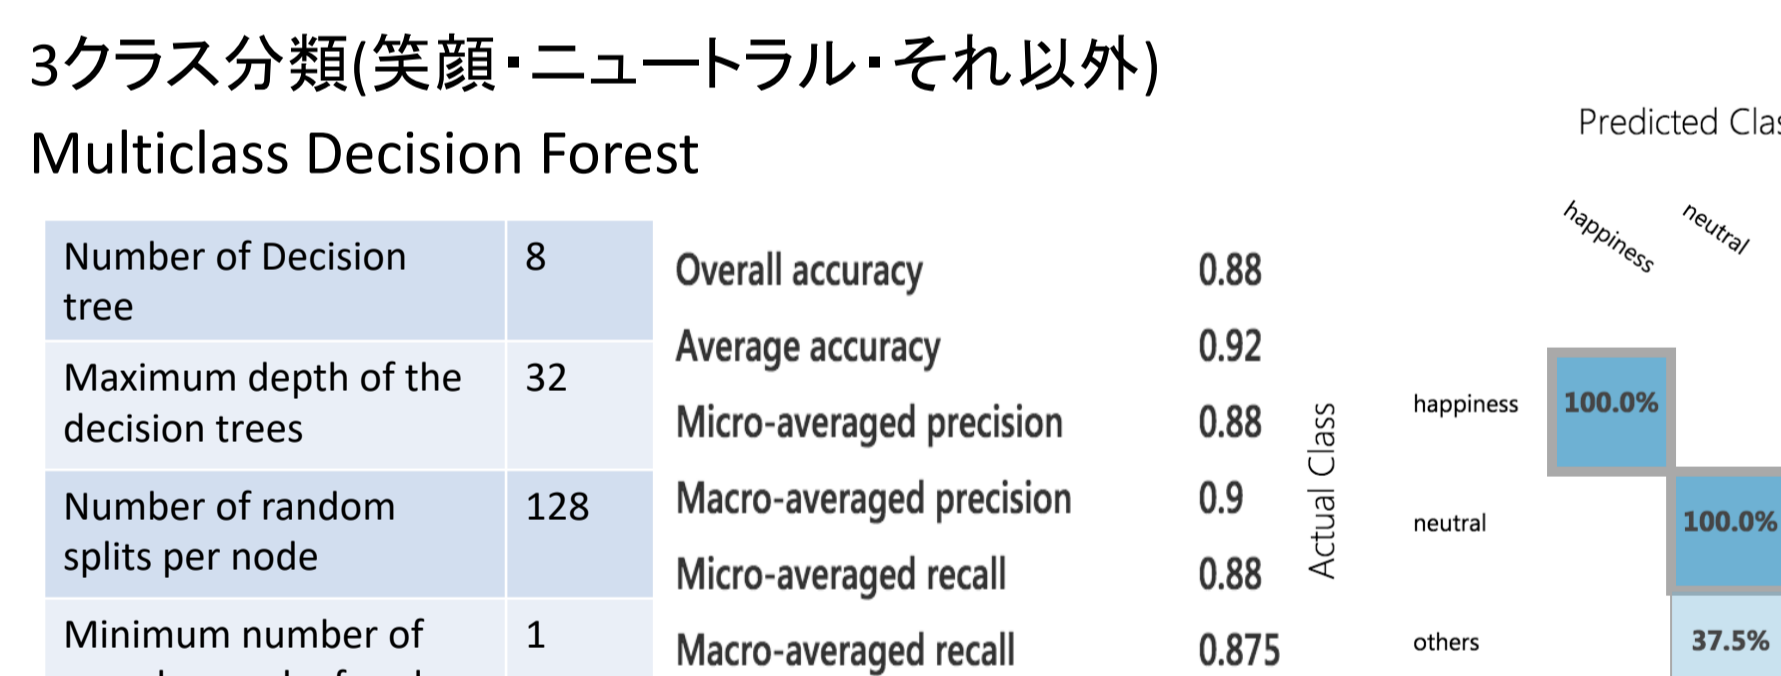 3クラス分類(笑顔・ニュートラル・それ以外)
Multiclass Decision Forest
Number of Decision
tree
8
Maximum depth of the
decision trees
32
Number of random
splits per node
128
Minimum number of
1
Overall accuracy 0.88
Average accuracy 0.92
Micro-averaged precision 0.88
Macro-averaged precision 0.9
Micro-averaged recall 0.88
Macro-averaged recall 0.875
Predicted Clas
happiness
neutral
Actual Class
happiness 100.0%
neutral 100.0%
others 37.5%